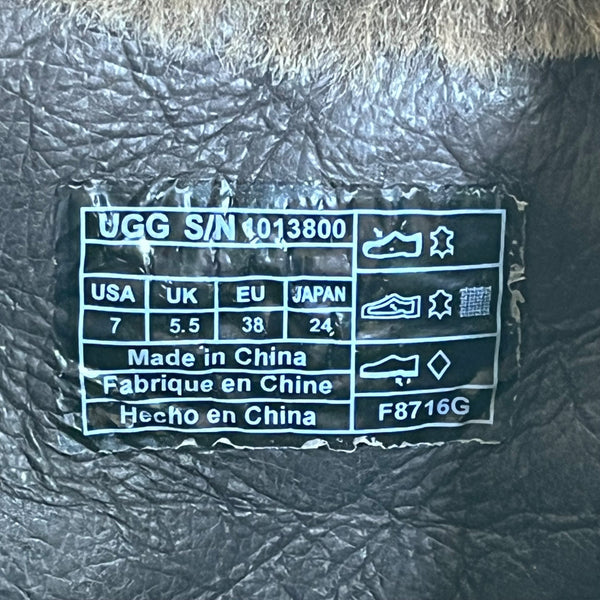 UGG S/N 1013800
USA UK EU JAPAN
7 5.5 38 24
Made in China
Fabrique en Chine
Hecho en China
F8716G